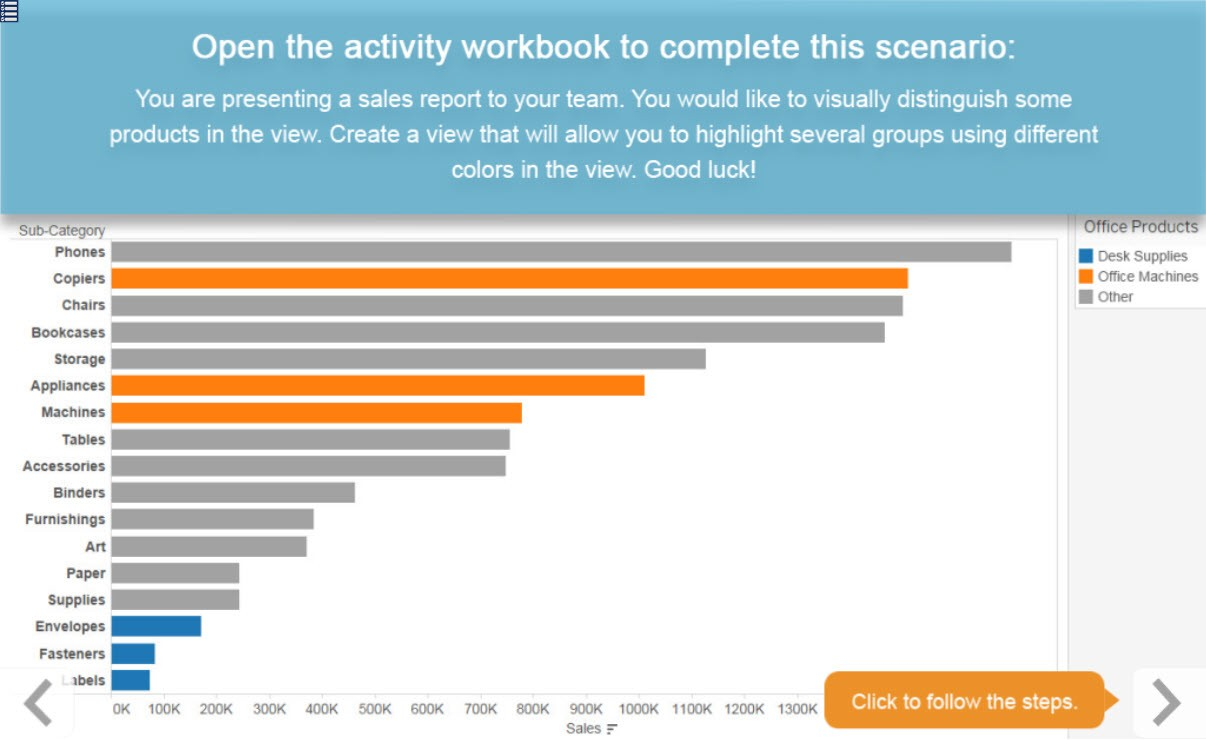 Open the activity workbook to complete this scenario:
You are presenting a sales report to your team. You would like to visually distinguish some
products in the view. Create a view that will allow you to highlight several groups using different
colors in the view. Good luck!
Sub-Category
Office Products
Desk Supplies
Office Machines
Other
Phones
Copiers
Chairs
Bookcases
Storage
Appliances
Machines
Tables
Accessories
Binders
Furnishings
Art
Paper
Supplies
Envelopes
Fasteners
Labels
0K 100K 200K 300K 400K 500K 600K 700K 800K 900K 1000K 1100K 1200K 1300K
Sales
Click to follow the steps.